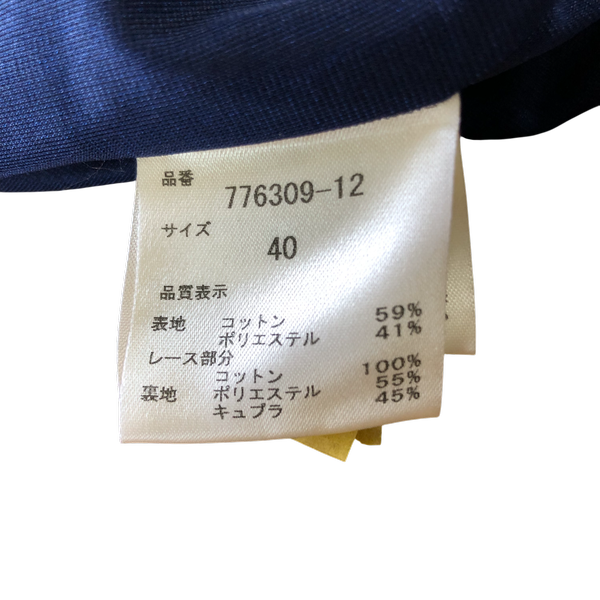 品番 776309-12
サイズ 40
品質表示
表地 コットン 59%
ポリエステル 41%
レース部分
コットン 100%
裏地 ポリエステル 55%
キュプラ 45%